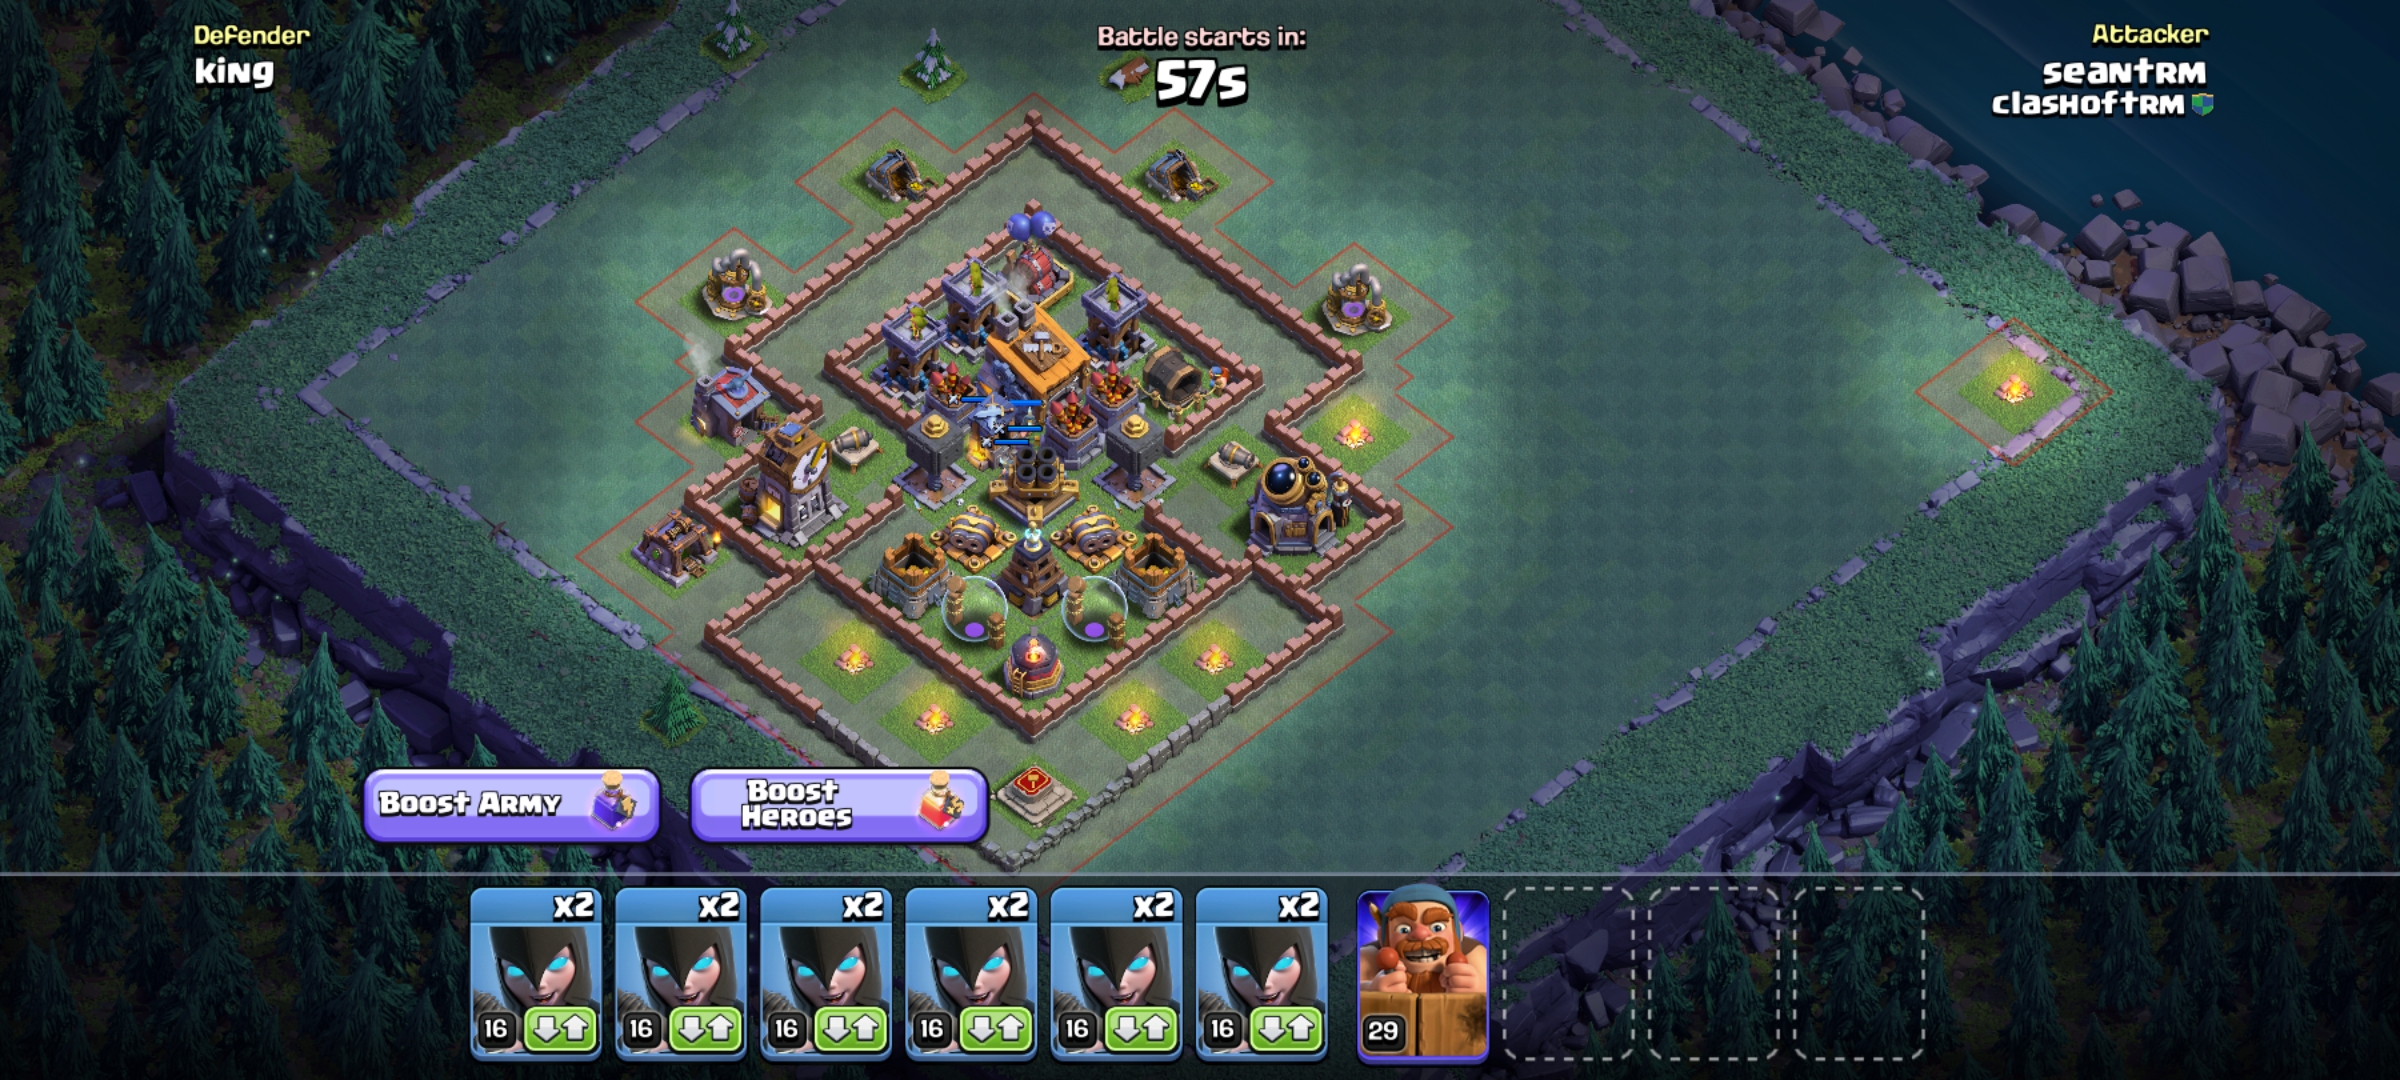 Defender
king
Battle starts in:
57s
Attacker
seantRM
clashoftRM
Boost Army
Boost
Heroes
x2
x2
x2
x2
x2
x2
16
16
16
16
16
16
29